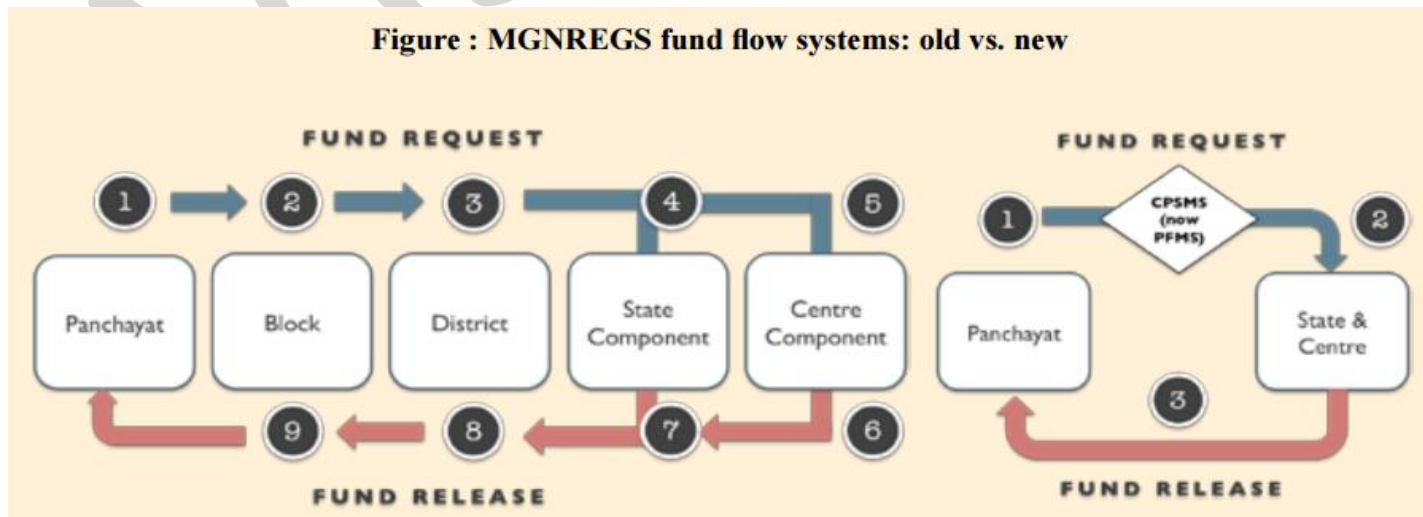 Figure : MGNREGS fund flow systems: old vs. new
FUND REQUEST
1
2
3
4
5
Panchayat
Block
District
State
Component
Centre
Component
9
8
7
6
FUND RELEASE
FUND REQUEST
1
CPSMS
(now
PFMS)
2
Panchayat
State &
Centre
3
FUND RELEASE